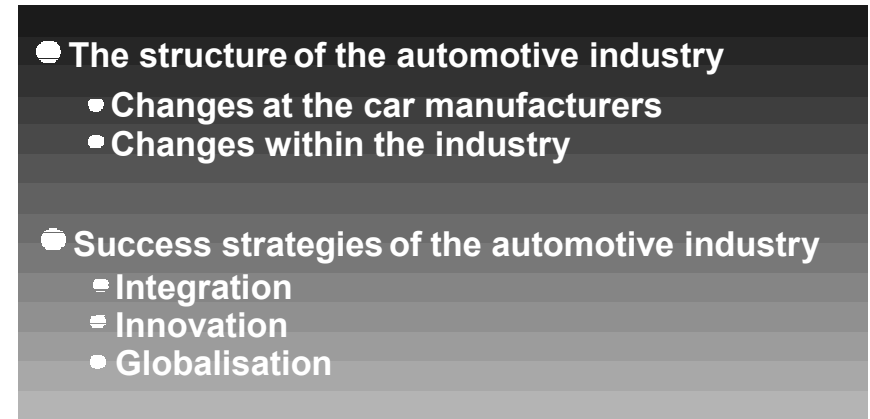 The structure of the automotive industry
Changes at the car manufacturers
Changes within the industry
Success strategies of the automotive industry
Integration
Innovation
Globalisation